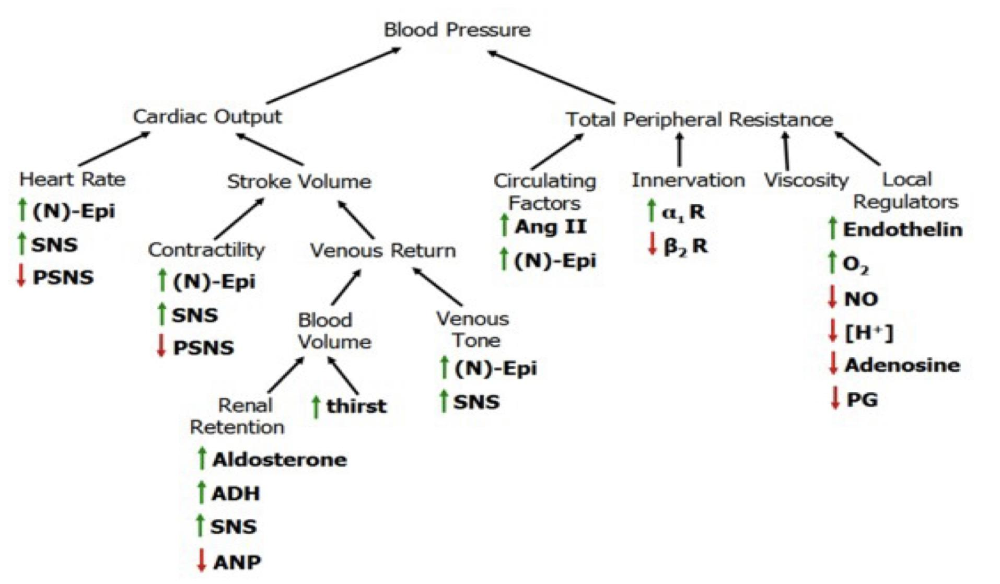 Blood Pressure
Cardiac Output
Total Peripheral Resistance
Heart Rate
↑ (N)-Epi
↑ SNS
↓ PSNS
Stroke Volume
Contractility
↑ (N)-Epi
↑ SNS
↓ PSNS
Venous Return
Blood
Volume
Renal
Retention
↑ Aldosterone
↑ ADH
↑ SNS
↓ ANP
↑ thirst
Venous
Tone
↑ (N)-Epi
↑ SNS
Circulating
Factors
↑ Ang II
↑ (N)-Epi
Innervation
↑ α₁ R
↓ β₂ R
Viscosity
Local
Regulators
↑ Endothelin
↑ O₂
↓ NO
↓ [H⁺]
↓ Adenosine
↓ PG